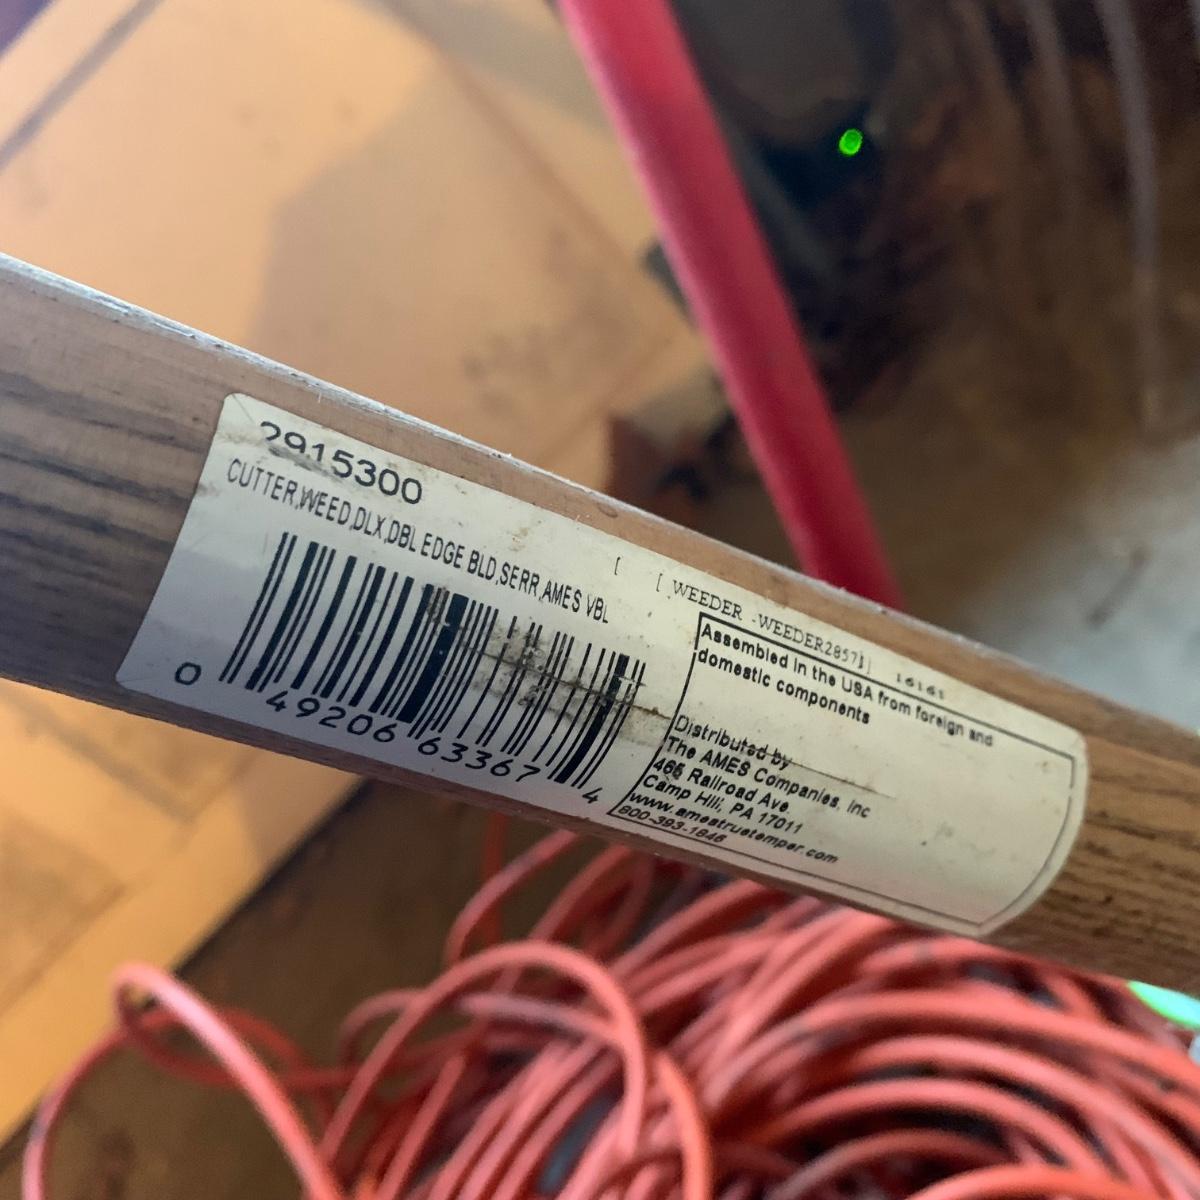 2915300
CUTTER,WEED,DLX,DBL EDGE BLD,SERR,AMES VBL
0 49206 63367 4
[ [ WEEDER -WEEDER2857
16161
Assembled in the USA from foreign and
domestic components
Distributed by
The AMES Companies, Inc
465 Railroad Ave.
Camp Hill, PA 17011
www.amestruetemper.com
800-393-1846